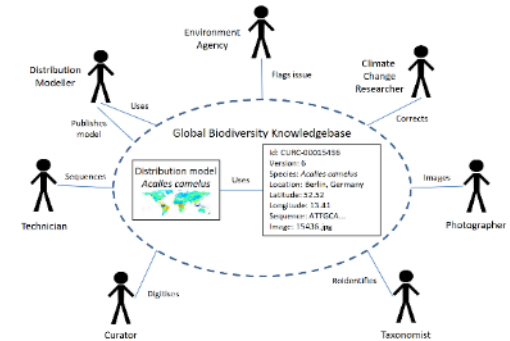 Environment
Agency
Flags issue
Distribution
Modeller
Uses
Publishes
model
Climate
Change
Researcher
Corrects
Global Biodiversity Knowledgebase
Technician
Sequences
Distribution model
Acalles camelus
Uses
Id: CURC-00015436
Version: 6
Species: Acalles camelus
Location: Berlin, Germany
Latitude: 52.52
Longitude: 13.41
Sequence: ATTGCA...
Image: 15436.jpg
Images
Photographer
Digitises
Curator
Reidentifies
Taxonomist